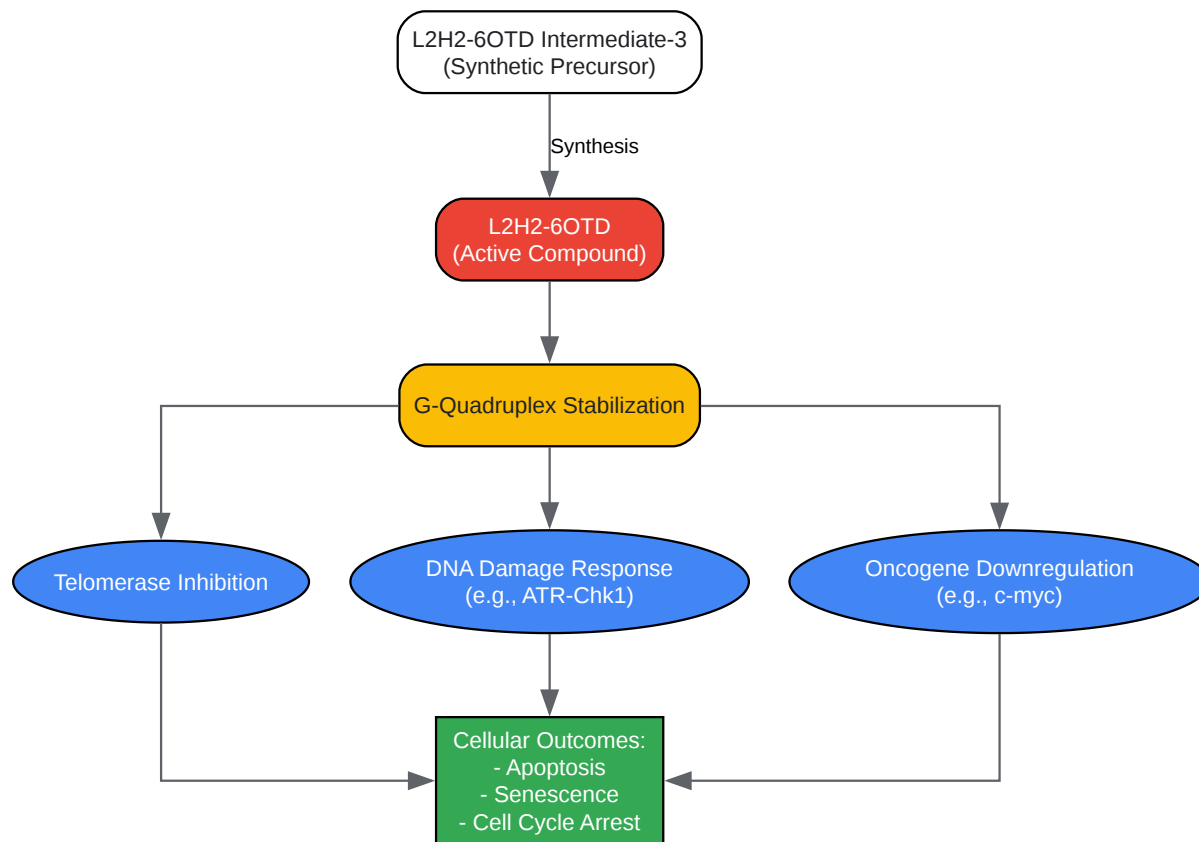 L2H2-6OTD Intermediate-3
(Synthetic Precursor)
Synthesis
L2H2-6OTD
(Active Compound)
G-Quadruplex Stabilization
Telomerase Inhibition
DNA Damage Response
(e.g., ATR-Chk1)
Oncogene Downregulation
(e.g., c-myc)
Cellular Outcomes:
- Apoptosis
- Senescence
- Cell Cycle Arrest